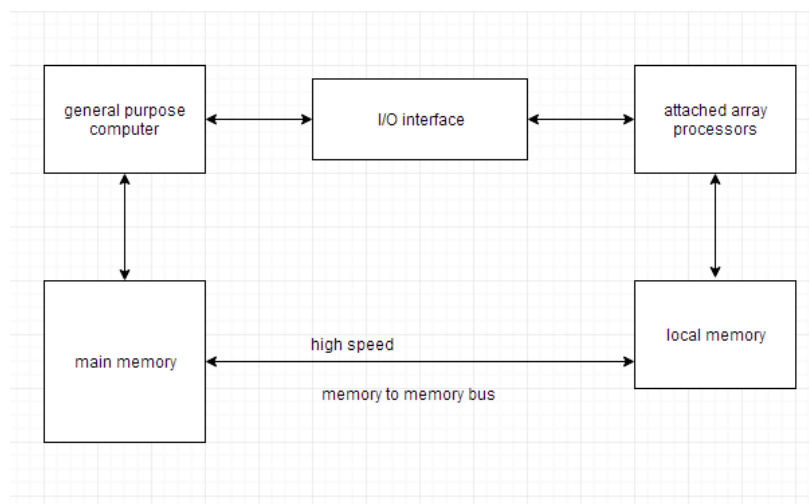 general purpose
computer
I/O interface
attached array
processors
main memory
high speed
memory to memory bus
local memory